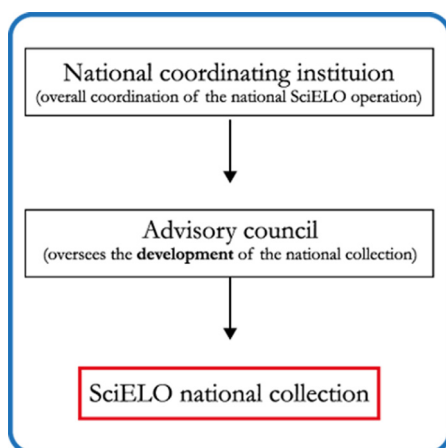 National coordinating instituion
(overall coordination of the national SciELO operation)
Advisory council
(oversees the development of the national collection)
SciELO national collection